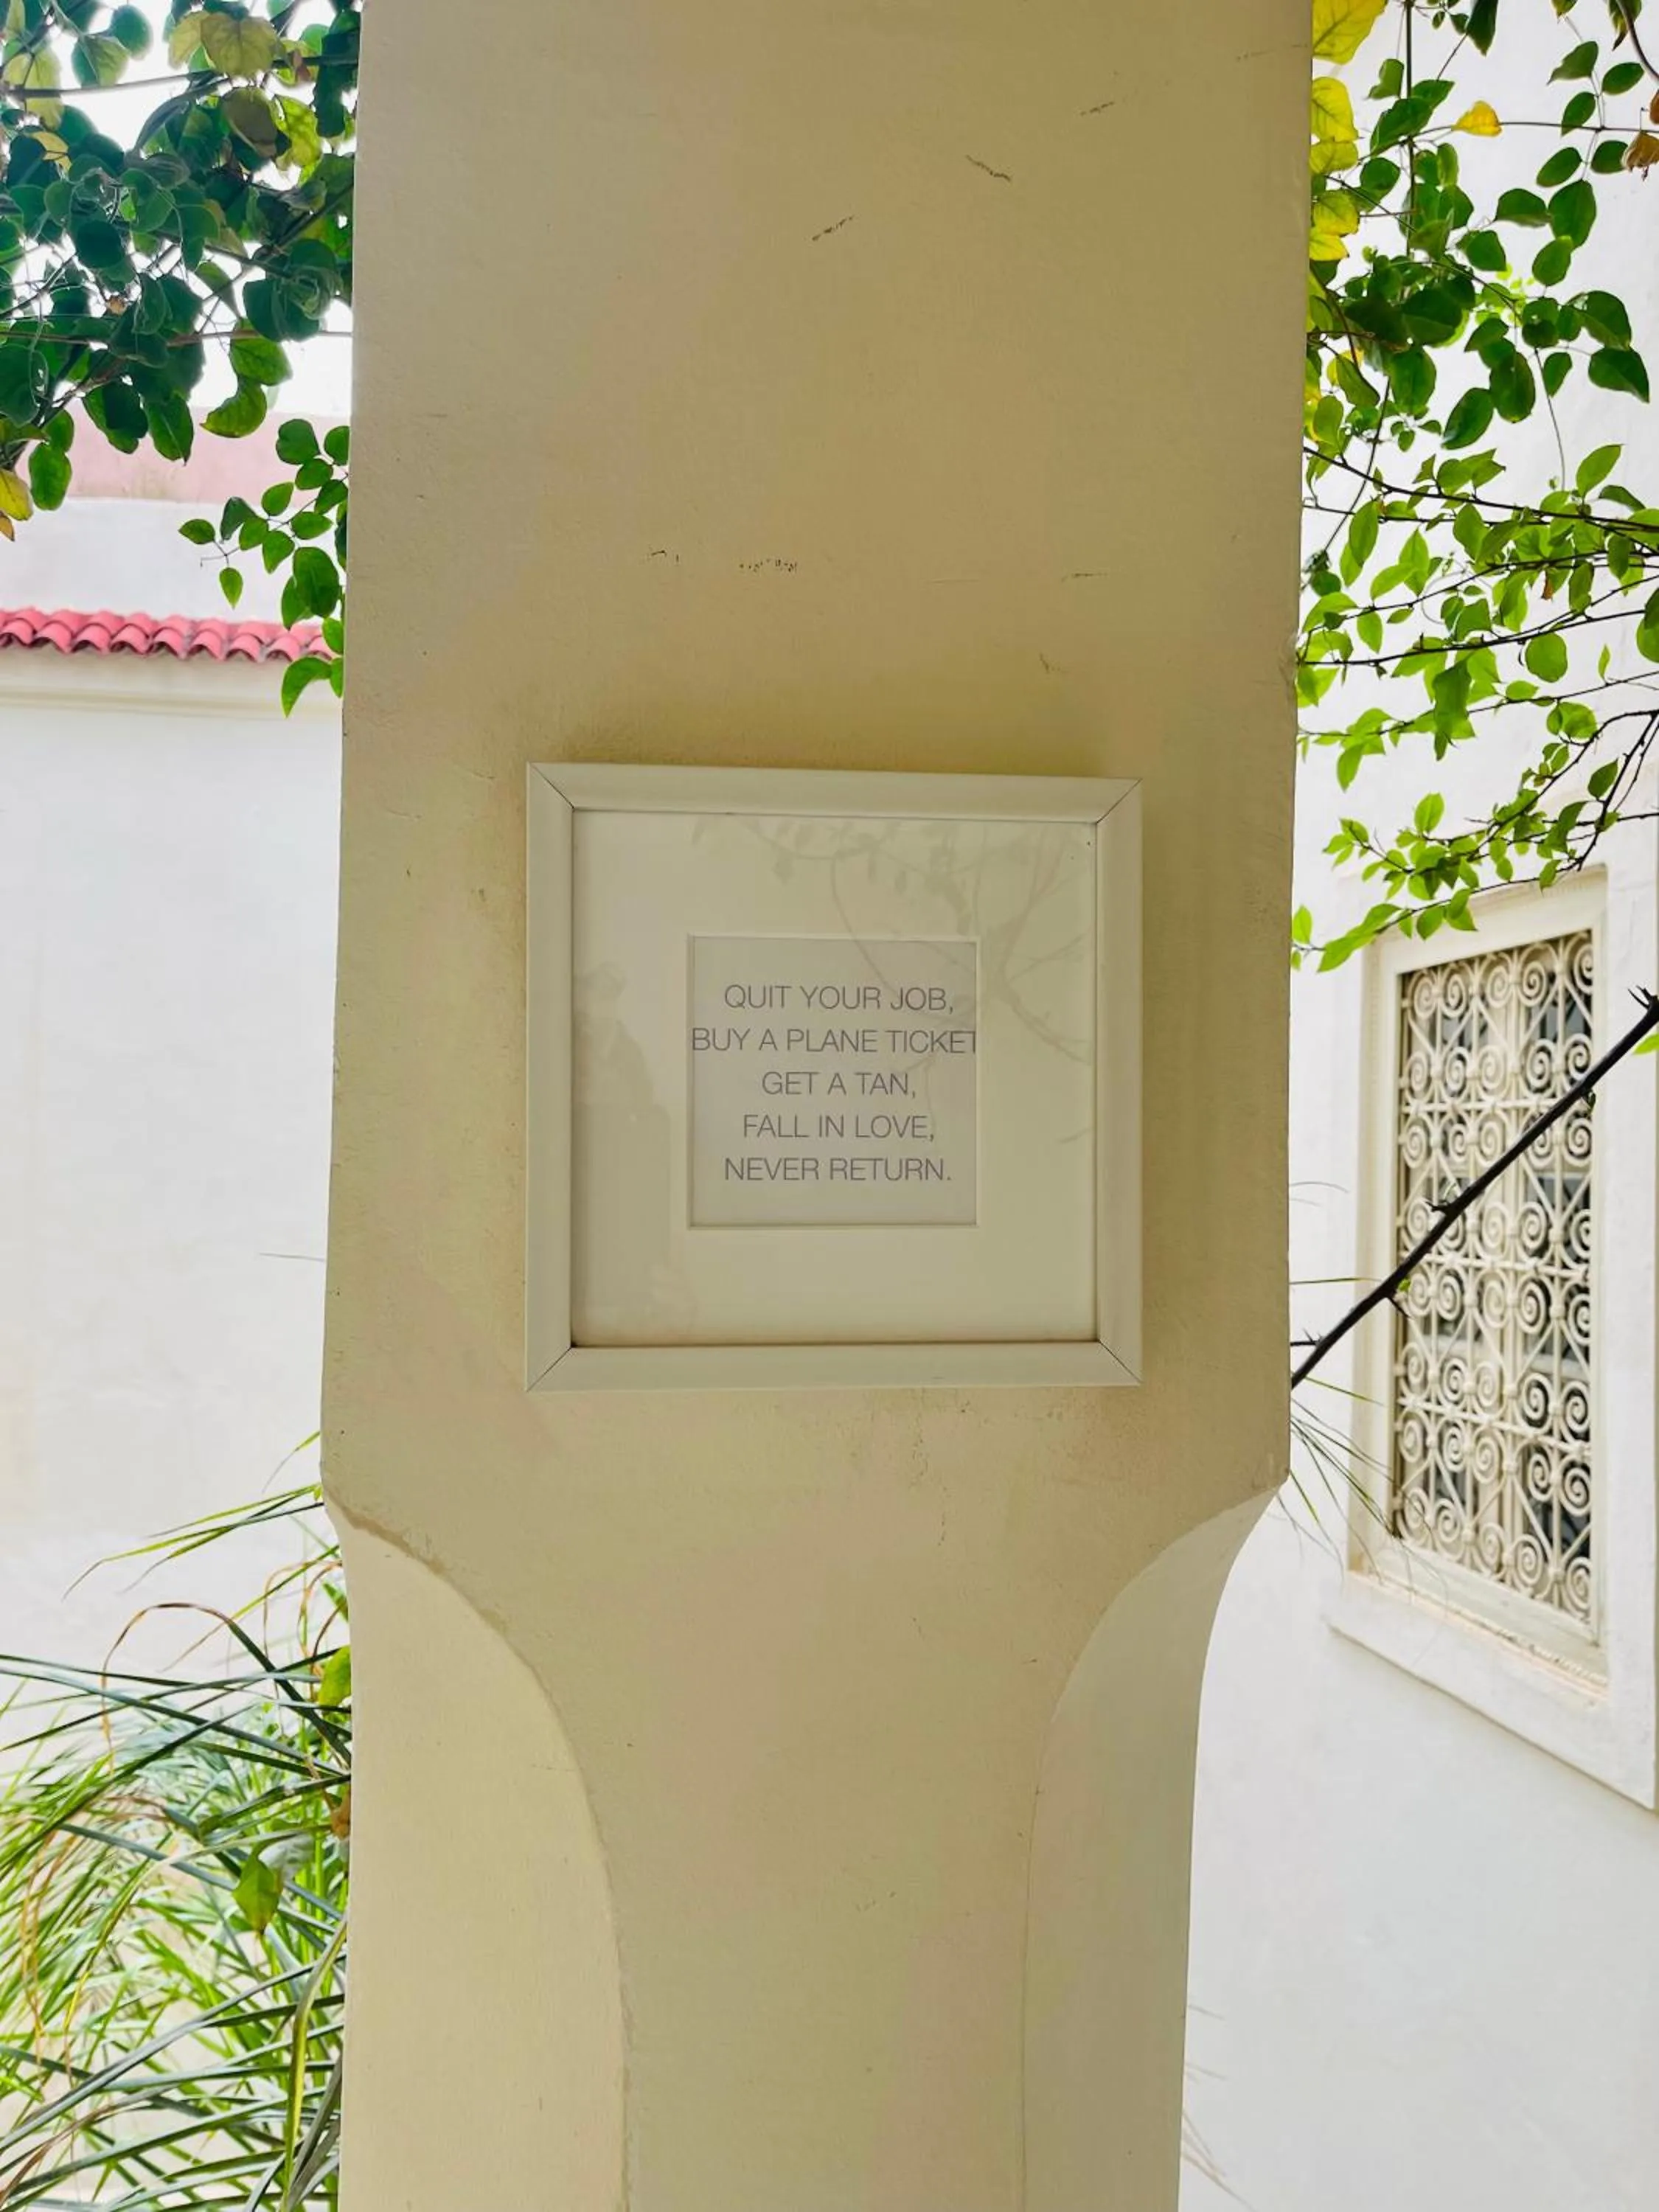 QUIT YOUR JOB,
BUY A PLANE TICKET
GET A TAN,
FALL IN LOVE,
NEVER RETURN.